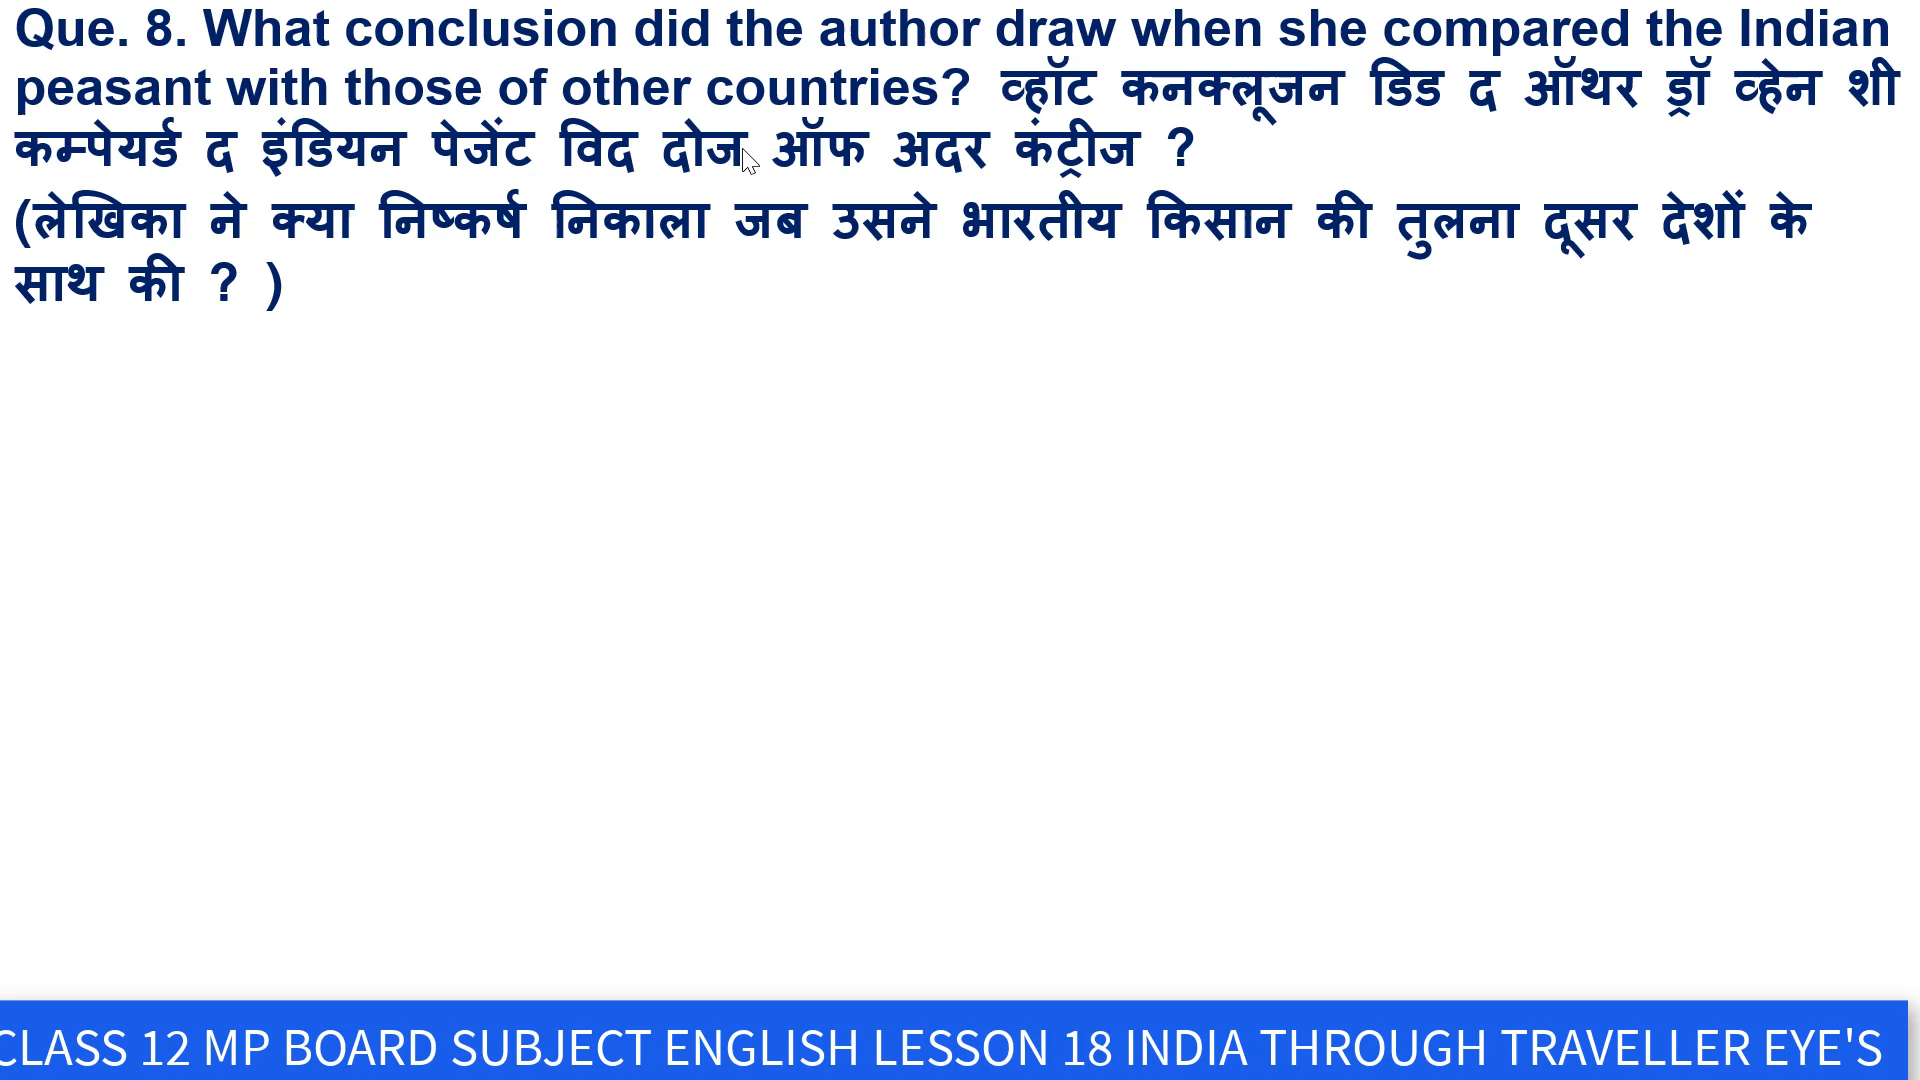 Que. 8. What conclusion did the author draw when she compared the Indian
peasant with those of other countries? व्हॉट कनक्लूजन डिड द ऑथर ड्रॉ व्हेन शी
कम्पेयर्ड द इंडियन पेजेंट विद दोज ऑफ अदर कंट्रीज ?
(लेखिका ने क्या निष्कर्ष निकाला जब उसने भारतीय किसान की तुलना दूसर देशों के
साथ की ? )
CLASS 12 MP BOARD SUBJECT ENGLISH LESSON 18 INDIA THROUGH TRAVELLER EYE'S